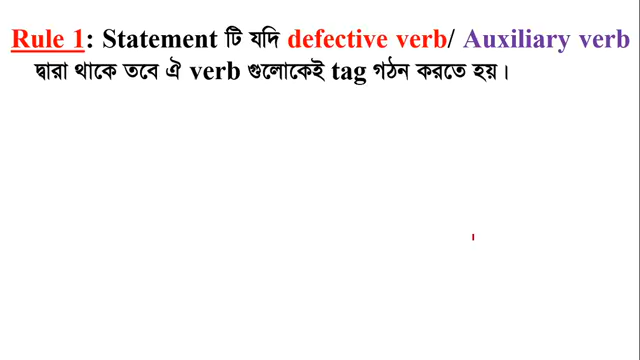 Rule 1: Statement টি যদি defective verb/ Auxiliary verb
দ্বারা থাকে তবে ঐ verb গুলোকেই tag গঠন করতে হয়।